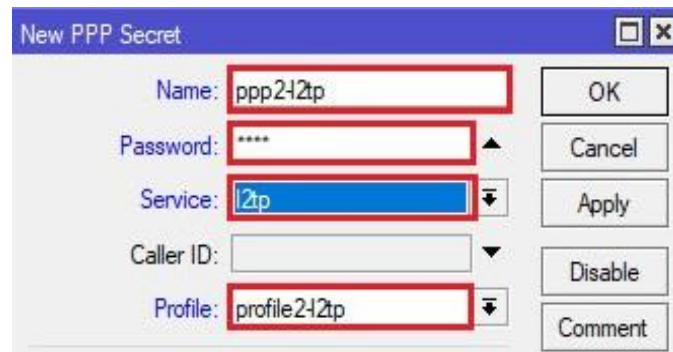 New PPP Secret
Name: ppp2-l2tp OK
Password: **** Cancel
Service: l2tp Apply
Caller ID:
Disable
Profile: profile2-l2tp
Comment